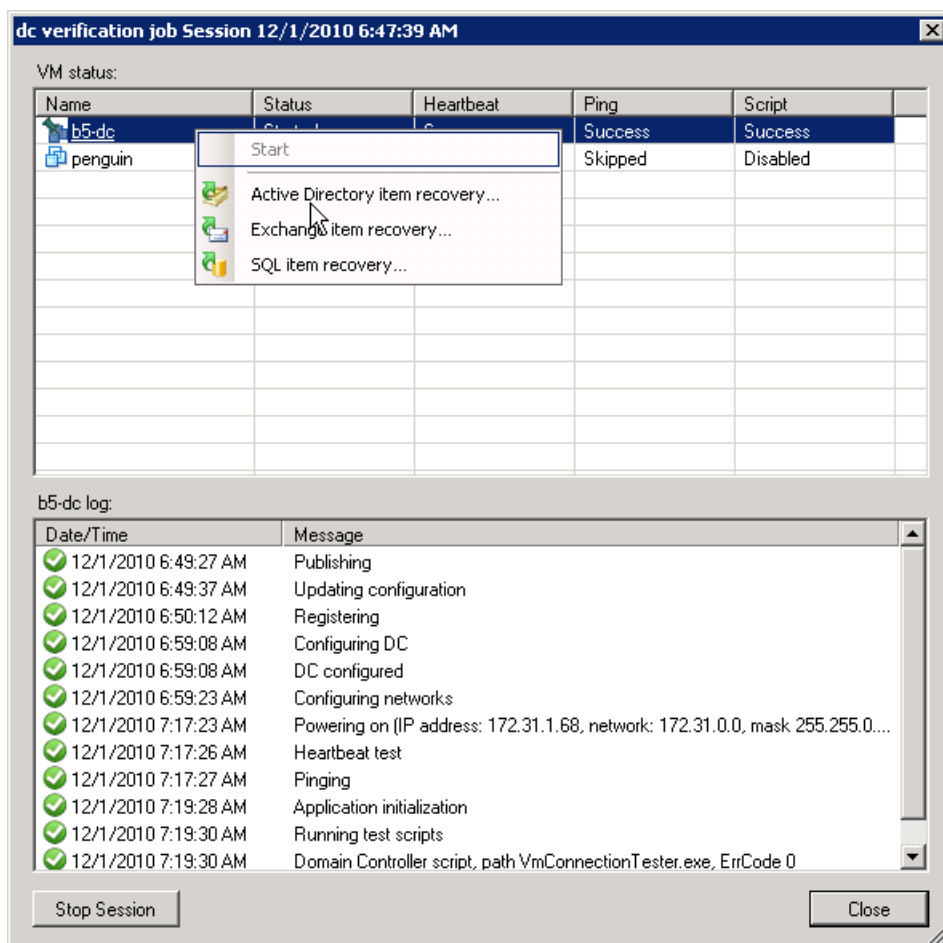 dc verification job Session 12/1/2010 6:47:39 AM
VM status:
Name Status Heartbeat Ping Script
b5-dc Success Success
penguin Skipped Disabled
Start
Active Directory item recovery...
Exchange item recovery...
SQL item recovery...
b5-dc log:
Date/Time Message
12/1/2010 6:49:27 AM Publishing
12/1/2010 6:49:37 AM Updating configuration
12/1/2010 6:50:12 AM Registering
12/1/2010 6:59:08 AM Configuring DC
12/1/2010 6:59:08 AM DC configured
12/1/2010 6:59:23 AM Configuring networks
12/1/2010 7:17:23 AM Powering on (IP address: 172.31.1.68, network: 172.31.0.0, mask 255.255.0....
12/1/2010 7:17:26 AM Heartbeat test
12/1/2010 7:17:27 AM Pinging
12/1/2010 7:19:28 AM Application initialization
12/1/2010 7:19:30 AM Running test scripts
12/1/2010 7:19:30 AM Domain Controller script, path VmConnectionTester.exe, ErrCode 0
Stop Session Close